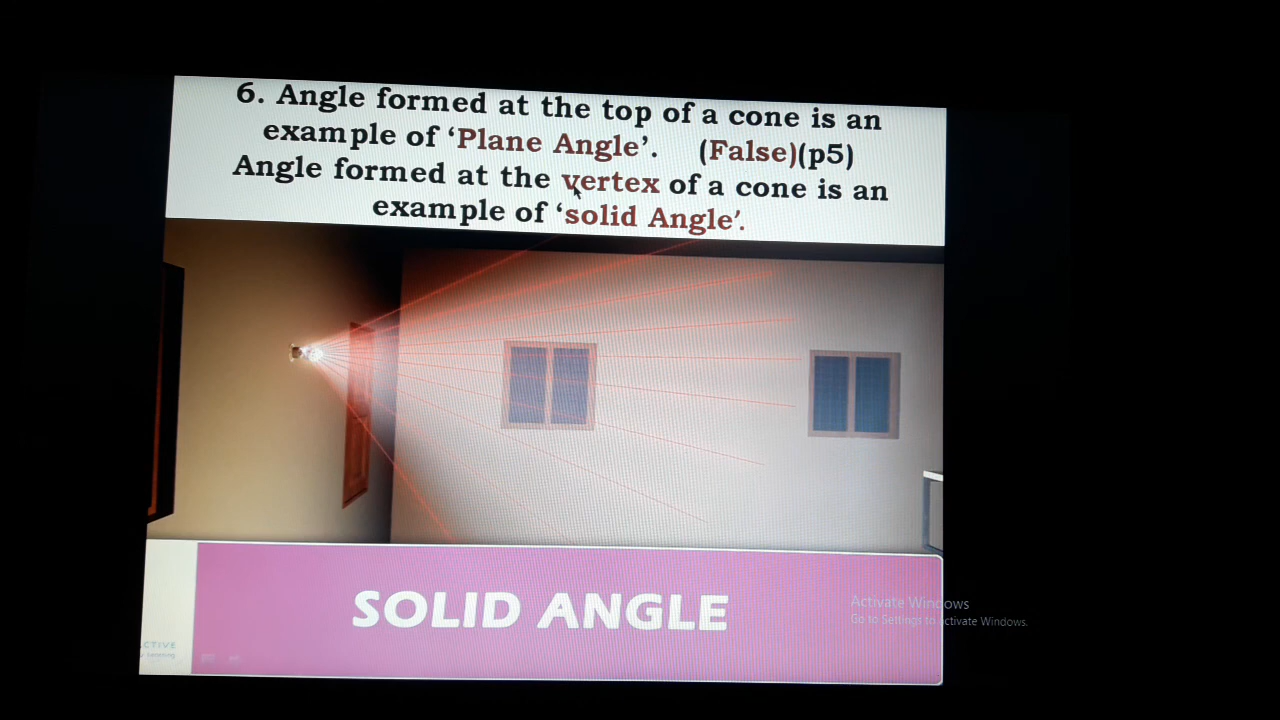 6. Angle formed at the top of a cone is an
example of ‘Plane Angle’. (False)(p5)
Angle formed at the vertex of a cone is an
example of ‘solid Angle’.
SOLID ANGLE
Activate Windows
Go to Settings to activate Windows.
CTIVE
Learning